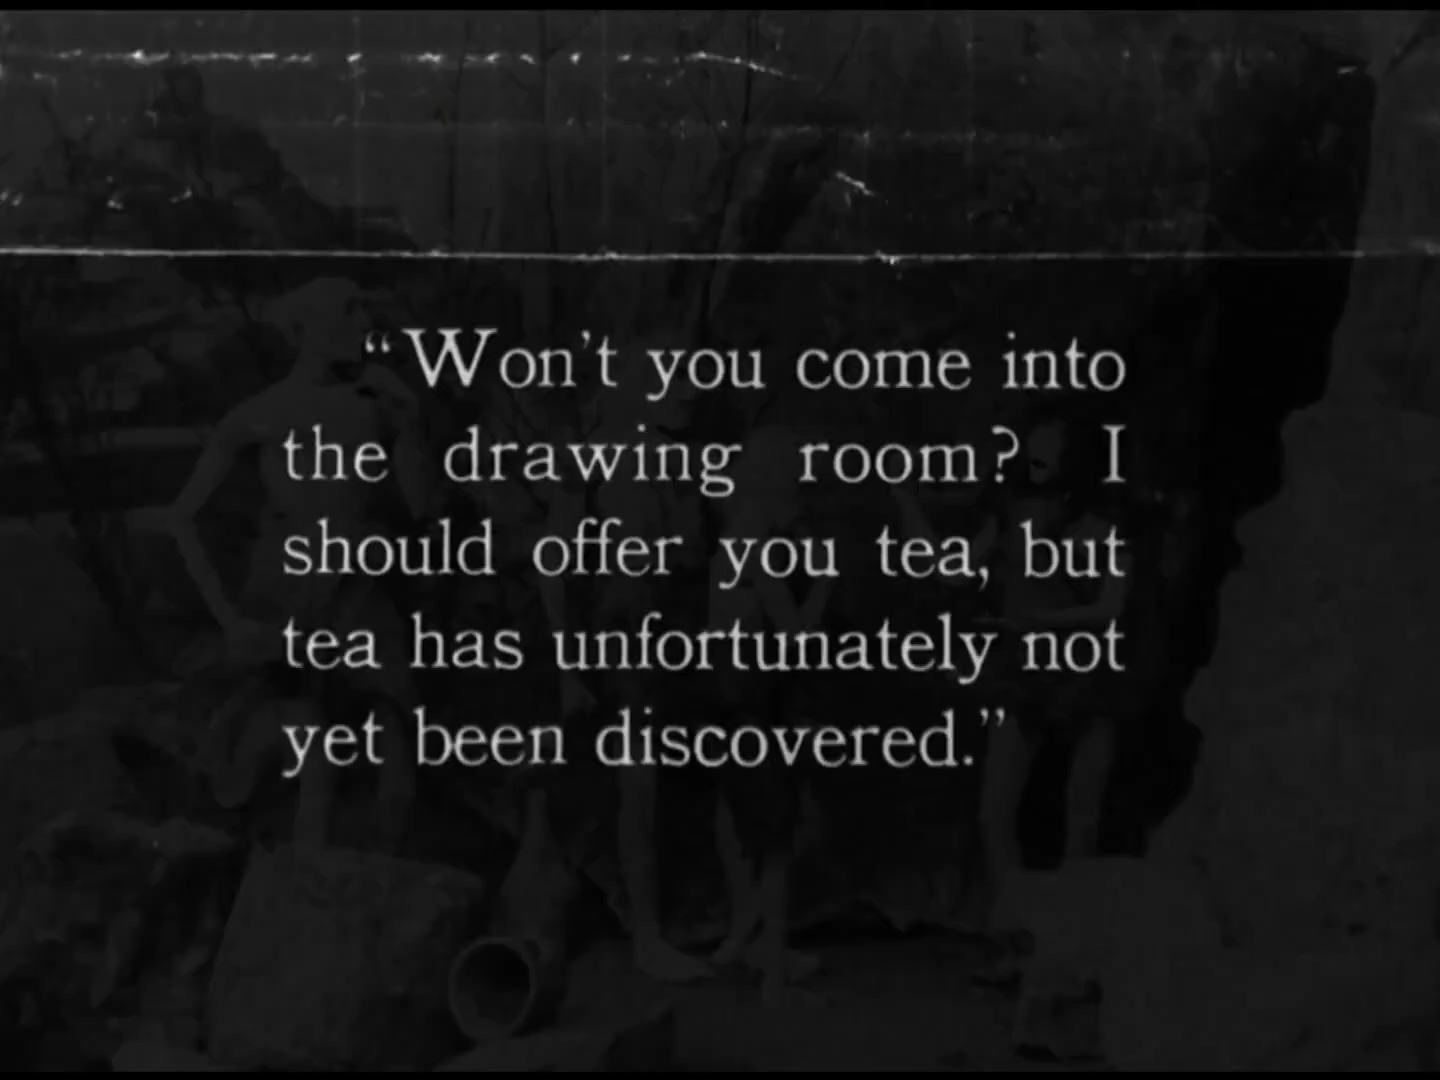 “Won’t you come into
the drawing room? I
should offer you tea, but
tea has unfortunately not
yet been discovered.”